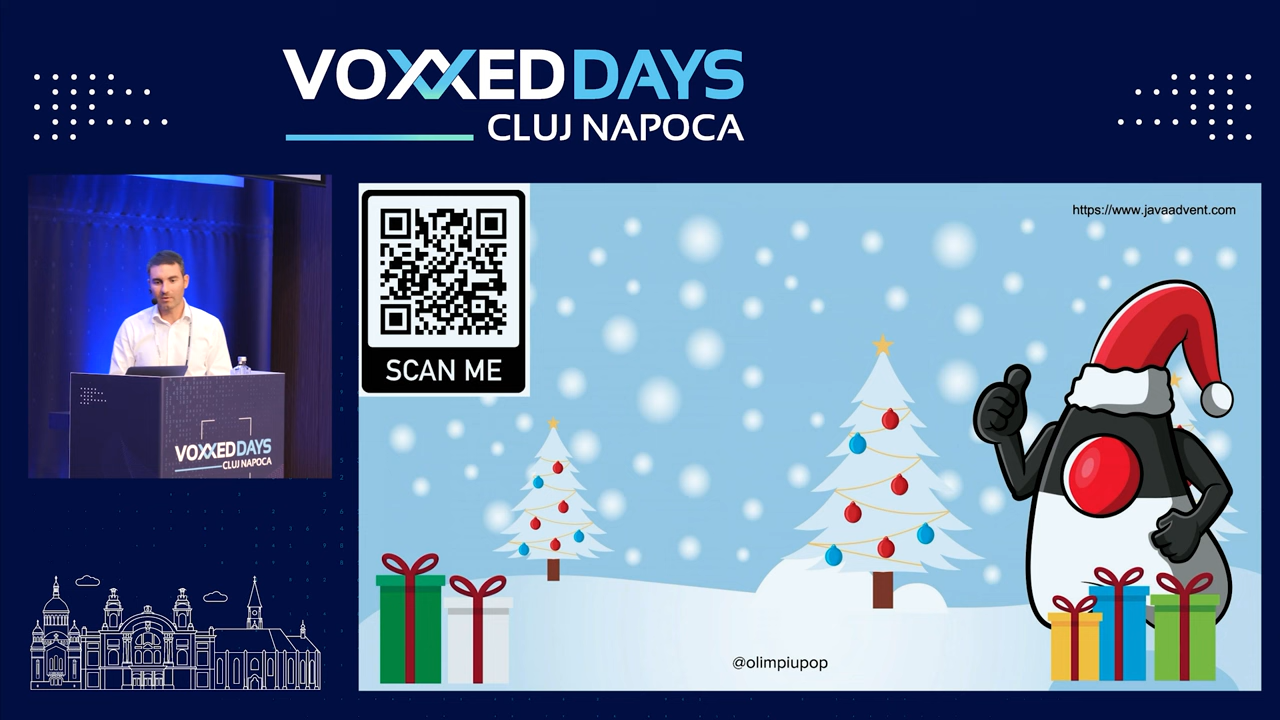 VOXXED DAYS
CLUJ NAPOCA
SCAN ME
https://www.javaadvent.com
VOXXED DAYS
CLUJ NAPOCA
@olimpiupop